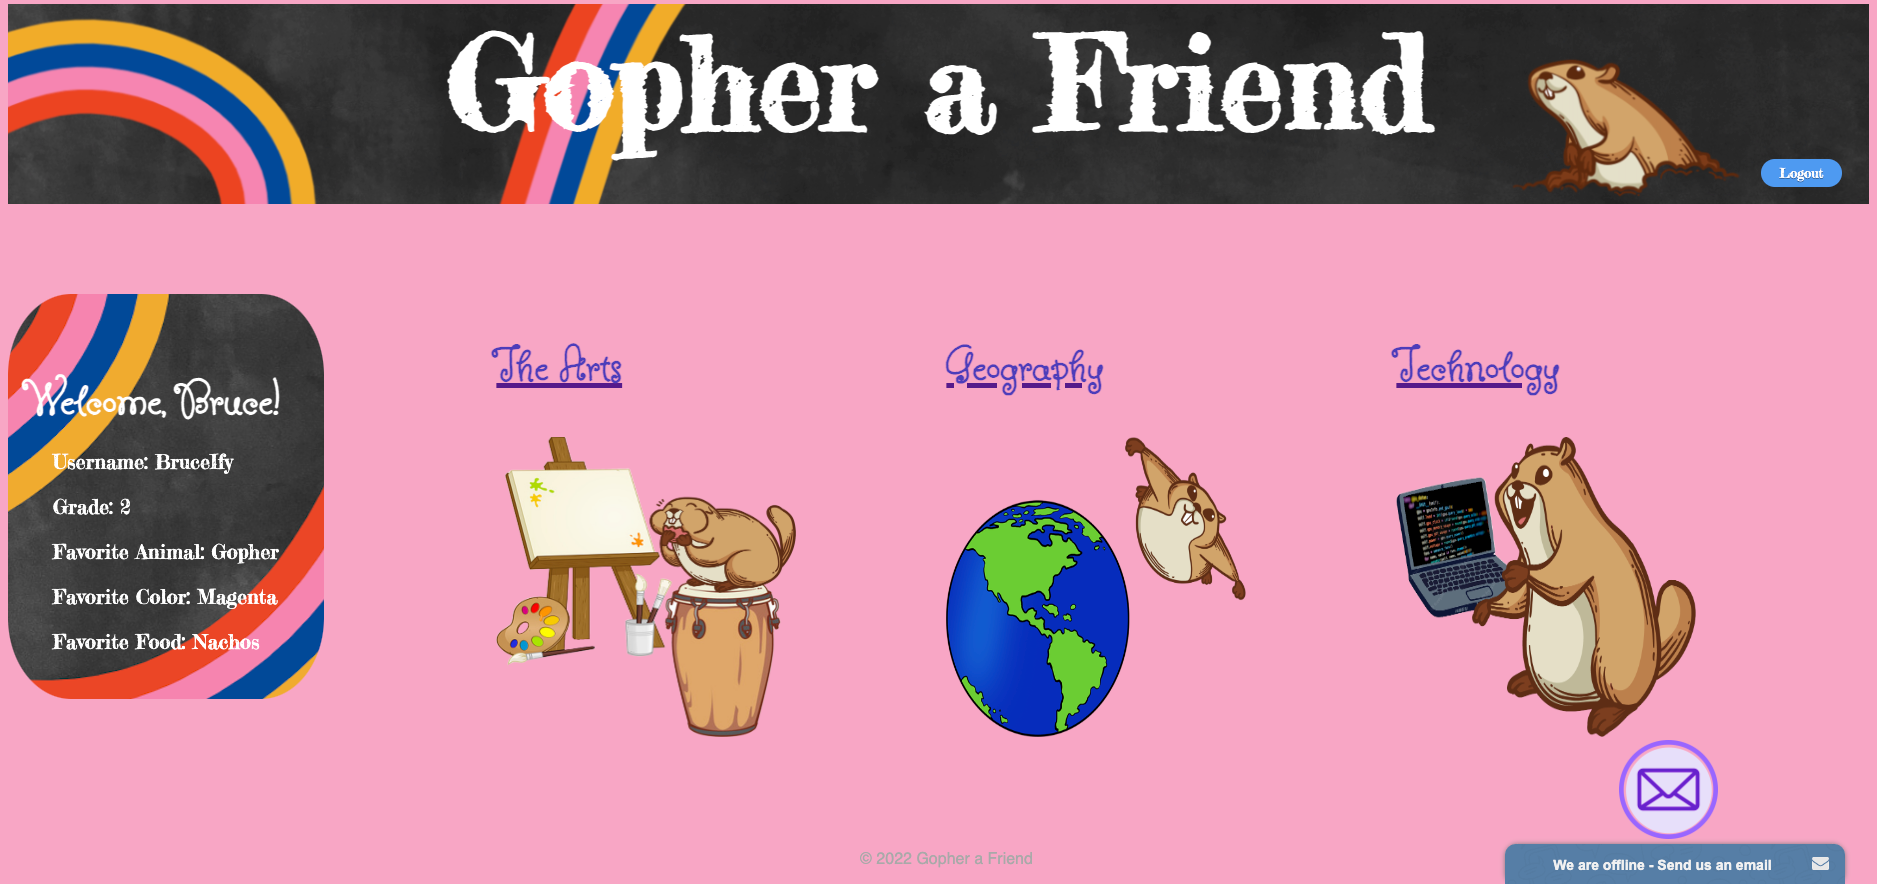 Gopher a Friend
Logout
Welcome, Bruce!
Username: BruceIfy
Grade: 2
Favorite Animal: Gopher
Favorite Color: Magenta
Favorite Food: Nachos
The Arts
Geography
Technology
© 2022 Gopher a Friend
We are offline - Send us an email